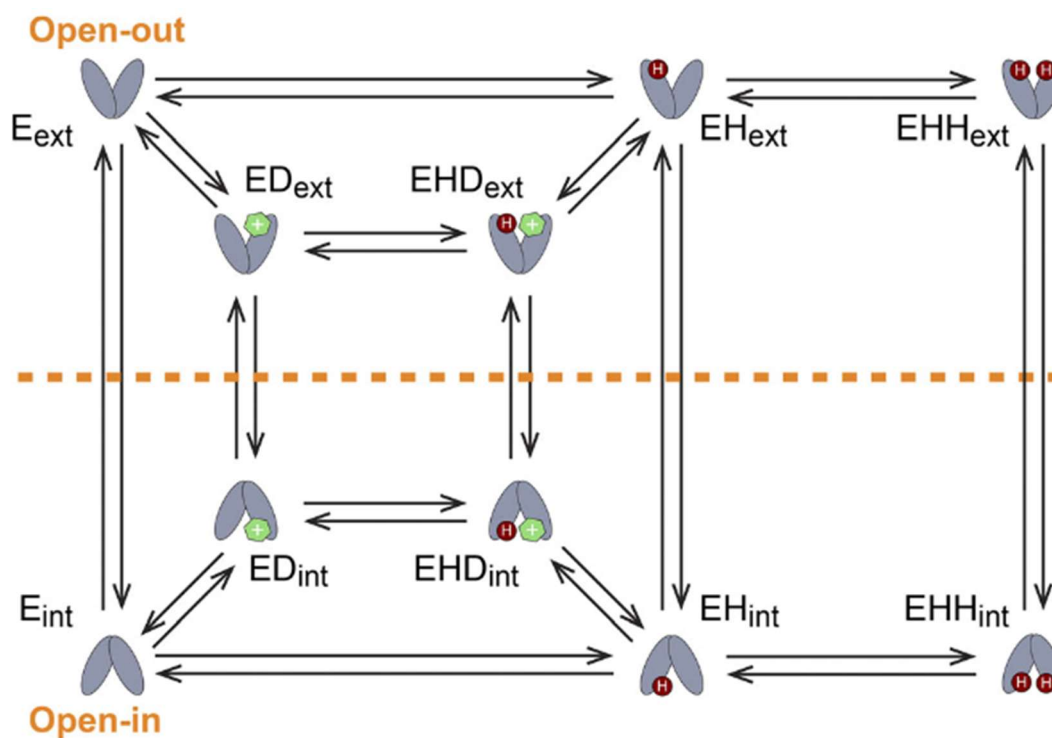 Open-out
H
H H
Eext
EHext
EHHext
EDext
EHDext
+
H +
+
H +
EDint
EHDint
Eint
EHint
EHHint
H
H H
Open-in